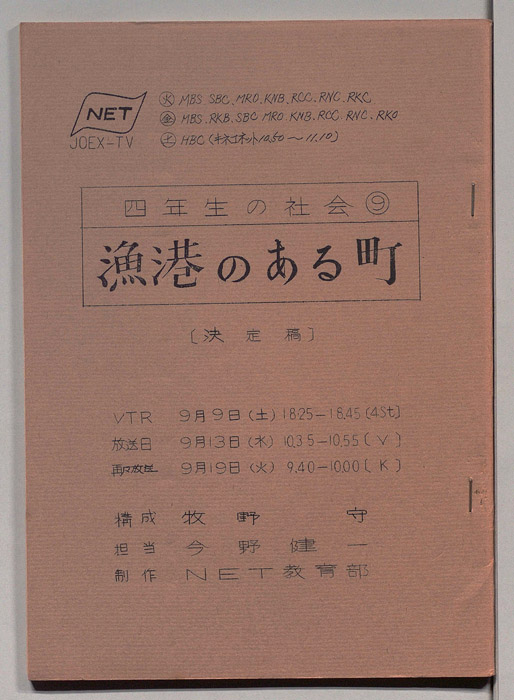 NET
JOEX-TV
㊋ MBS SBC.MRO.KNB.RCC.RNC.RKC
㊎ MBS.RKB.SBC MRO KNB.RCC RNC.RKO
㊏ HBC(キネコネット10.50〜11.10)
四年生の社会⑨
漁港のある町
〔決定稿〕
VTR 9月9日(土) 18.25—18.45〔4St〕
放送日 9月13日(水) 10.35—10.55〔V〕
再放送 9月19日(火) 9.40—10.00〔K〕
構成 牧野 守
担当 今野健一
制作 NET教育部